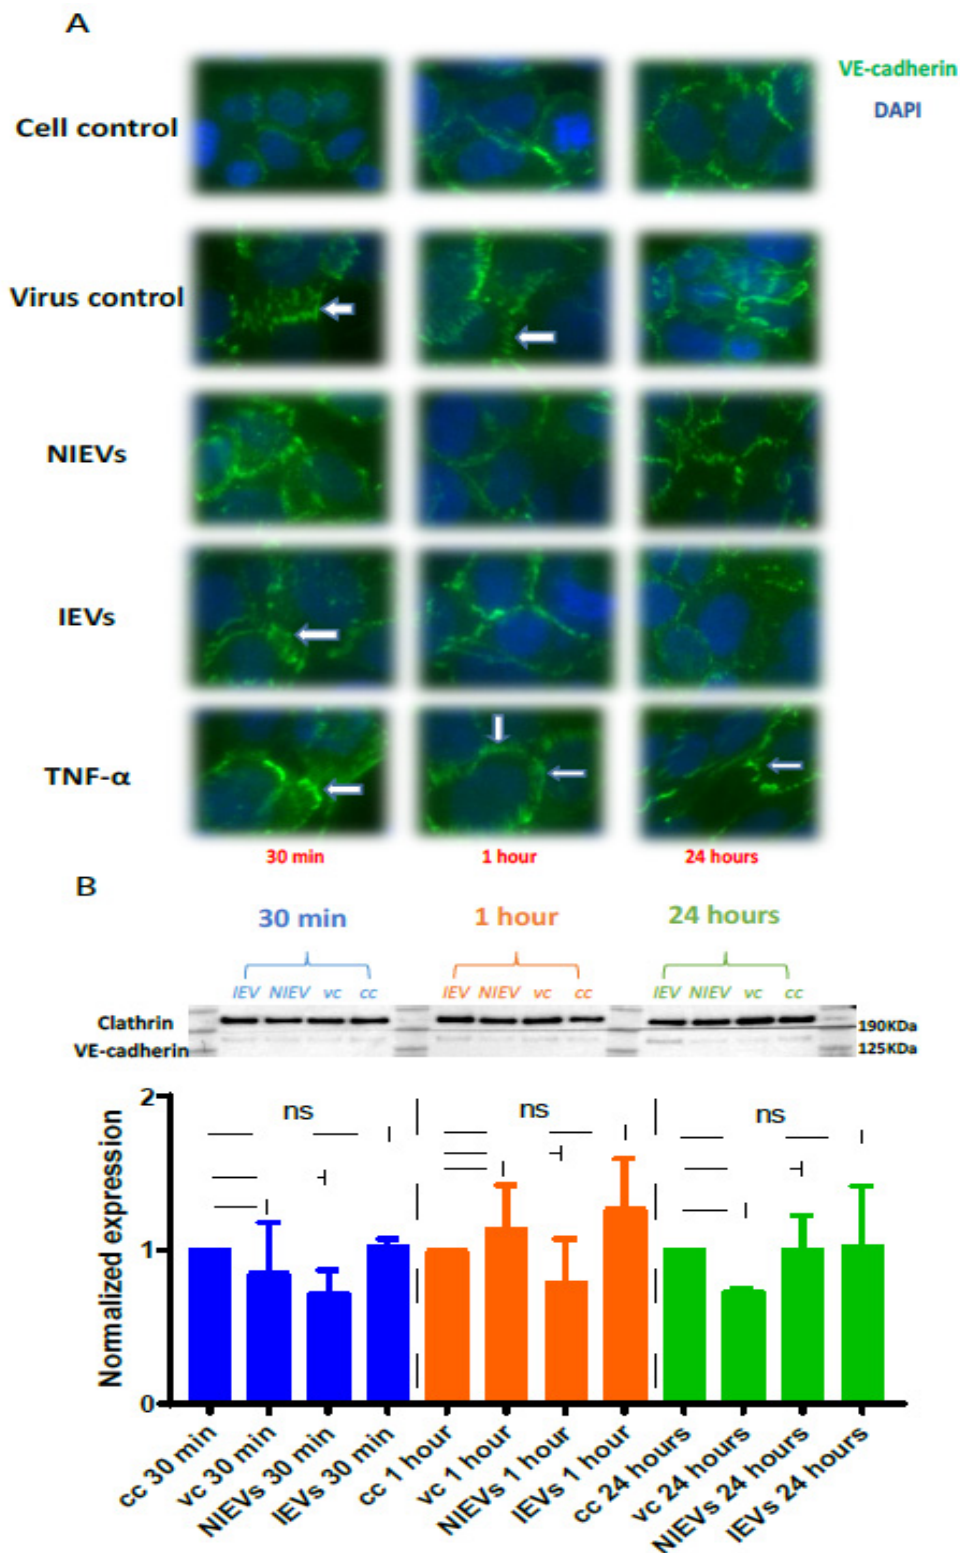 A
VE-cadherin
DAPI
Cell control
Virus control
NIEVs
IEVs
TNF-α
30 min 1 hour 24 hours
B
30 min 1 hour 24 hours
IEV NIEV vc cc IEV NIEV vc cc IEV NIEV vc cc
Clathrin 190KDa
VE-cadherin 125KDa
2
ns ns ns
1
0
Normalized expression
cc 30 min
vc 30 min
NIEVs 30 min
IEVs 30 min
cc 1 hour
vc 1 hour
NIEVs 1 hour
IEVs 1 hour
cc 24 hours
vc 24 hours
NIEVs 24 hours
IEVs 24 hours